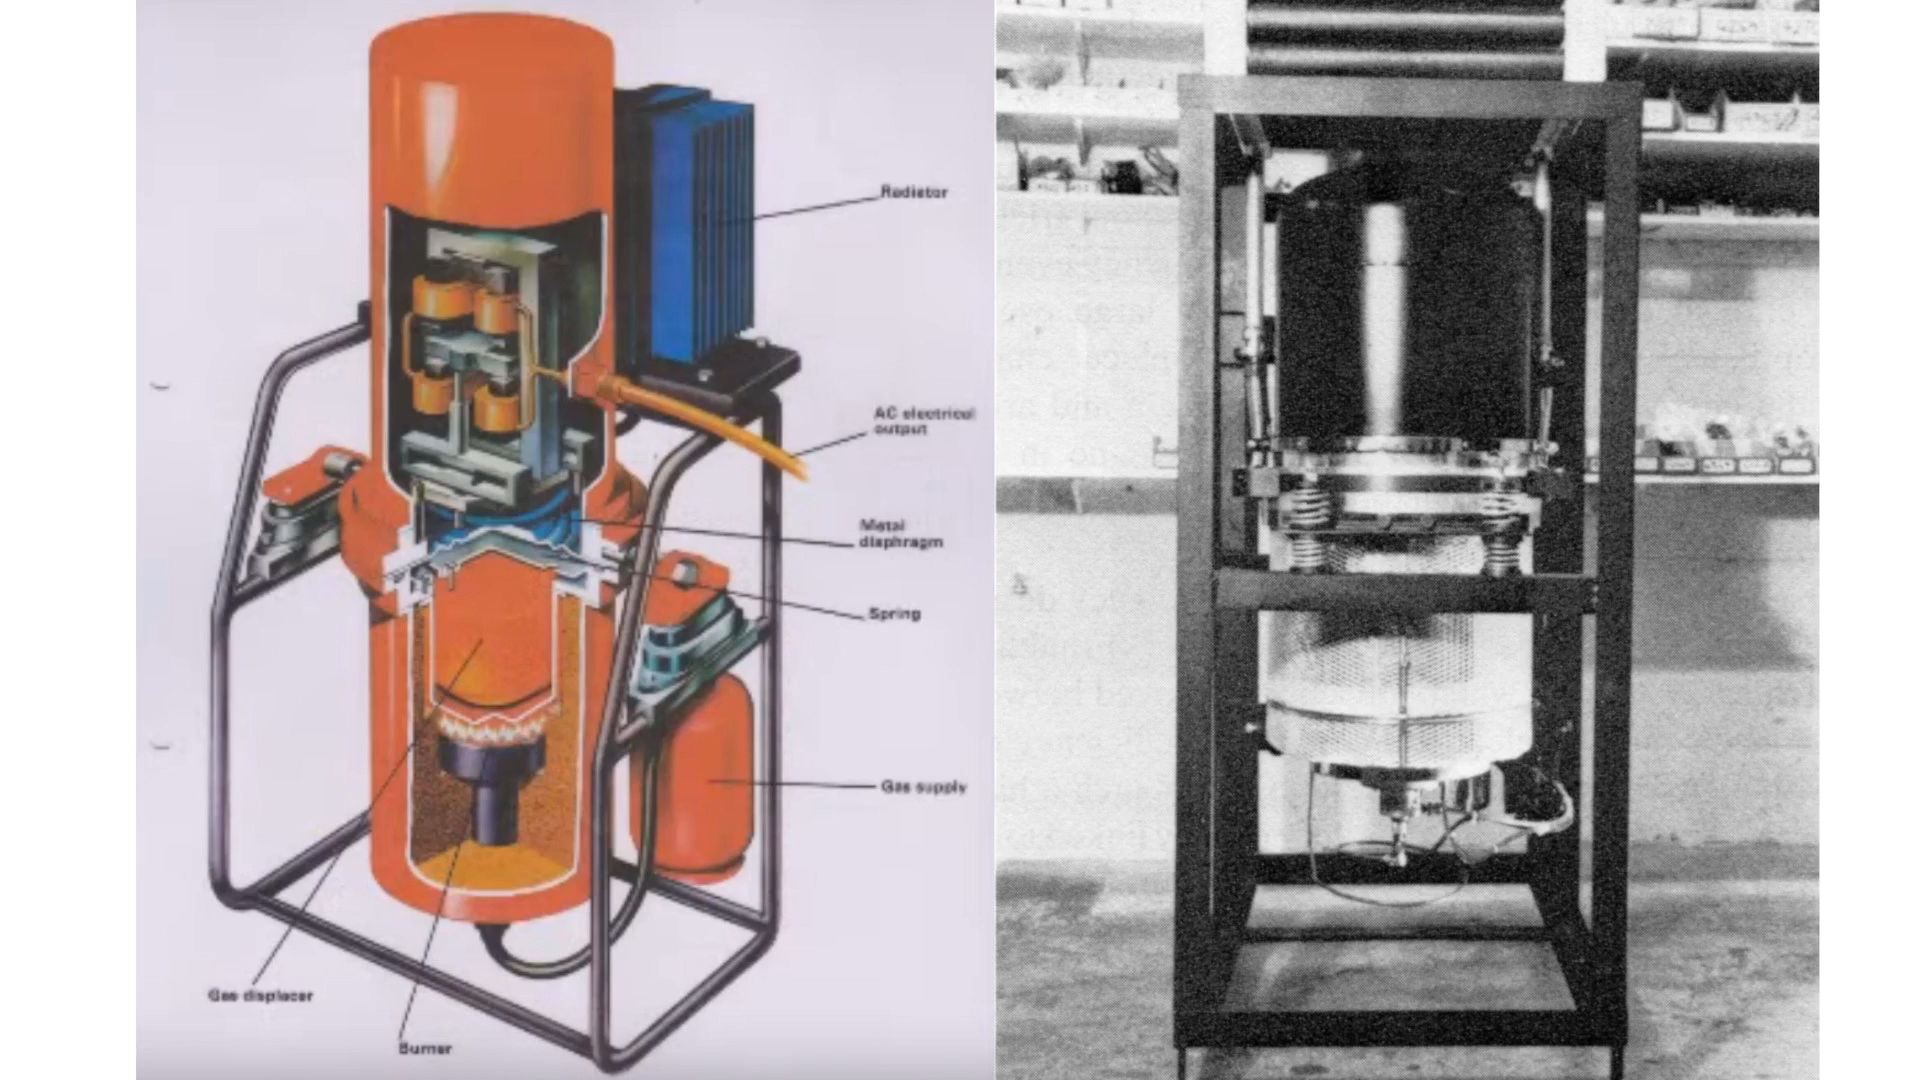 Radiator
AC electrical
output
Metal
diaphragm
Spring
Gas supply
Gas displacer
Burner